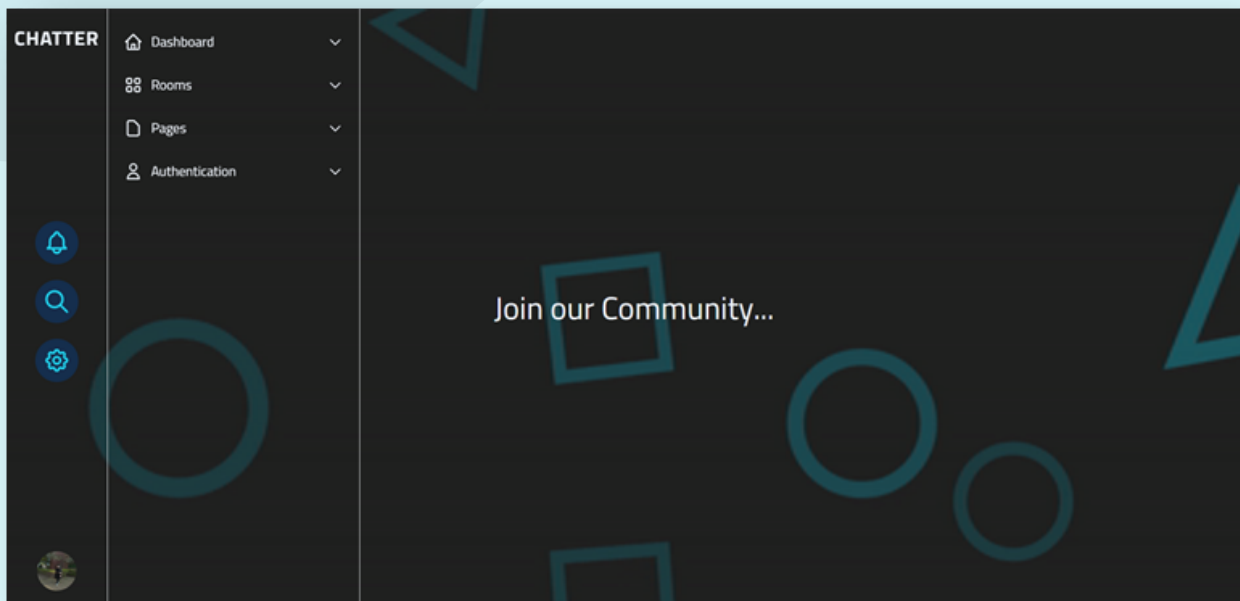 CHATTER
Dashboard
Rooms
Pages
Authentication
Join our Community...